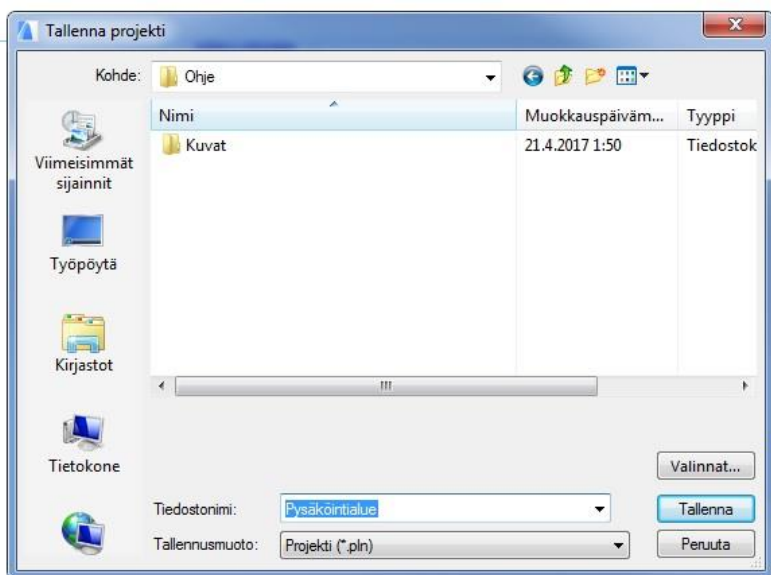 Tallenna projekti
Kohde:
Ohje
Nimi
Muokkauspäiväm...
Tyyppi
Kuvat
21.4.2017 1:50
Tiedostok
Viimeisimmät
sijainnit
Työpöytä
Kirjastot
Tietokone
Valinnat...
Tiedostonimi:
Pysäköintialue
Tallenna
Tallennusmuoto:
Projekti (*.pln)
Peruuta